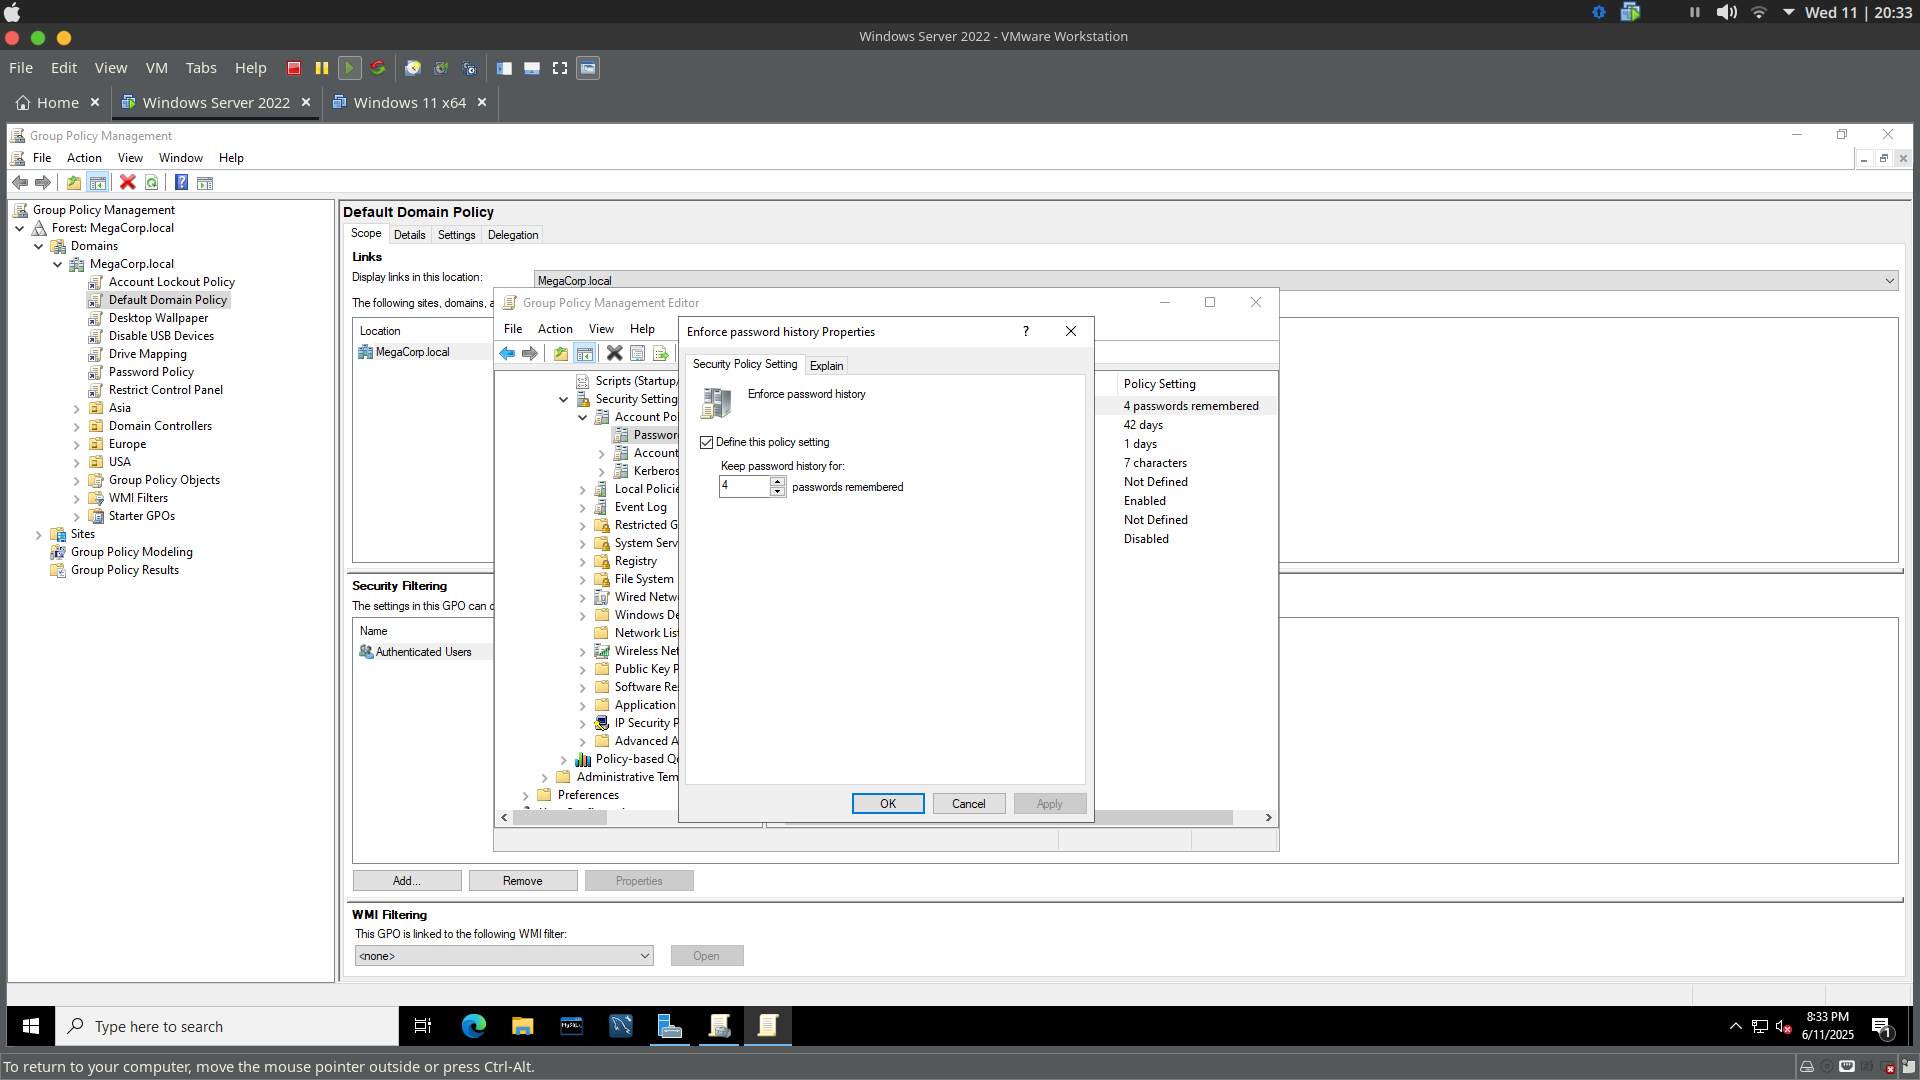 Wed 11 | 20:33
Windows Server 2022 - VMware Workstation
File Edit View VM Tabs Help
Home Windows Server 2022 Windows 11 x64
Group Policy Management
File Action View Window Help
Group Policy Management
Forest: MegaCorp.local
Domains
MegaCorp.local
Account Lockout Policy
Default Domain Policy
Desktop Wallpaper
Disable USB Devices
Drive Mapping
Password Policy
Restrict Control Panel
Asia
Domain Controllers
Europe
USA
Group Policy Objects
WMI Filters
Starter GPOs
Sites
Group Policy Modeling
Group Policy Results
Default Domain Policy
Scope Details Settings Delegation
Links
Display links in this location: MegaCorp.local
The following sites, domains, a
Location
MegaCorp.local
Group Policy Management Editor
File Action View Help
Scripts (Startup/
Security Setting
Account Pol
Passwor
Account
Kerberos
Local Policie
Event Log
Restricted G
System Serv
Registry
File System
Wired Netw
Windows De
Network List
Wireless Net
Public Key P
Software Res
Application
IP Security P
Advanced A
Policy-based Qo
Administrative Tem
Preferences
Policy Setting
4 passwords remembered
42 days
1 days
7 characters
Not Defined
Enabled
Not Defined
Disabled
Enforce password history Properties
?
Security Policy Setting Explain
Enforce password history
Define this policy setting
Keep password history for:
4 passwords remembered
OK Cancel Apply
Security Filtering
The settings in this GPO can o
Name
Authenticated Users
Add... Remove Properties
WMI Filtering
This GPO is linked to the following WMI filter:
<none> Open
Type here to search
8:33 PM
6/11/2025
1
To return to your computer, move the mouse pointer outside or press Ctrl-Alt.